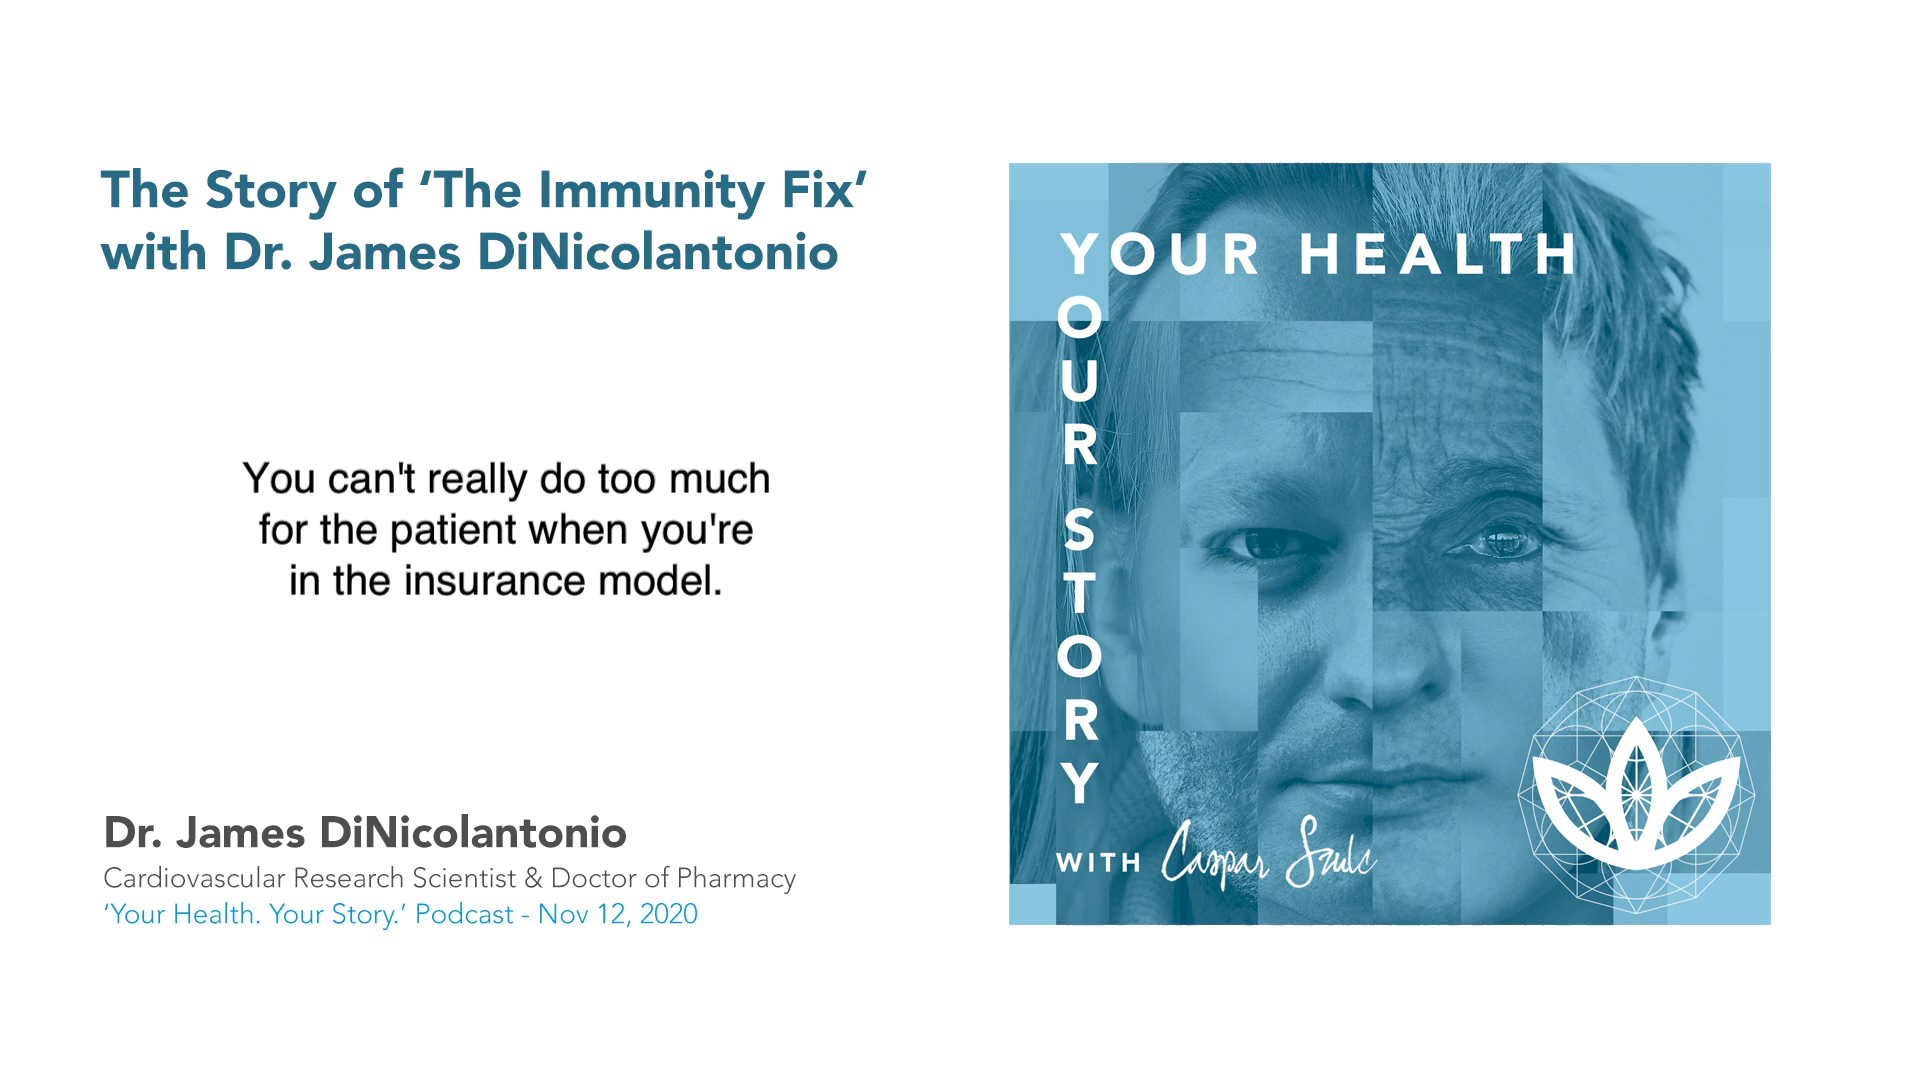 The Story of ‘The Immunity Fix’
with Dr. James DiNicolantonio
You can't really do too much
for the patient when you're
in the insurance model.
Dr. James DiNicolantonio
Cardiovascular Research Scientist & Doctor of Pharmacy
‘Your Health. Your Story.’ Podcast - Nov 12, 2020
YOUR HEALTH
YOUR STORY
WITH Caspar Szulc